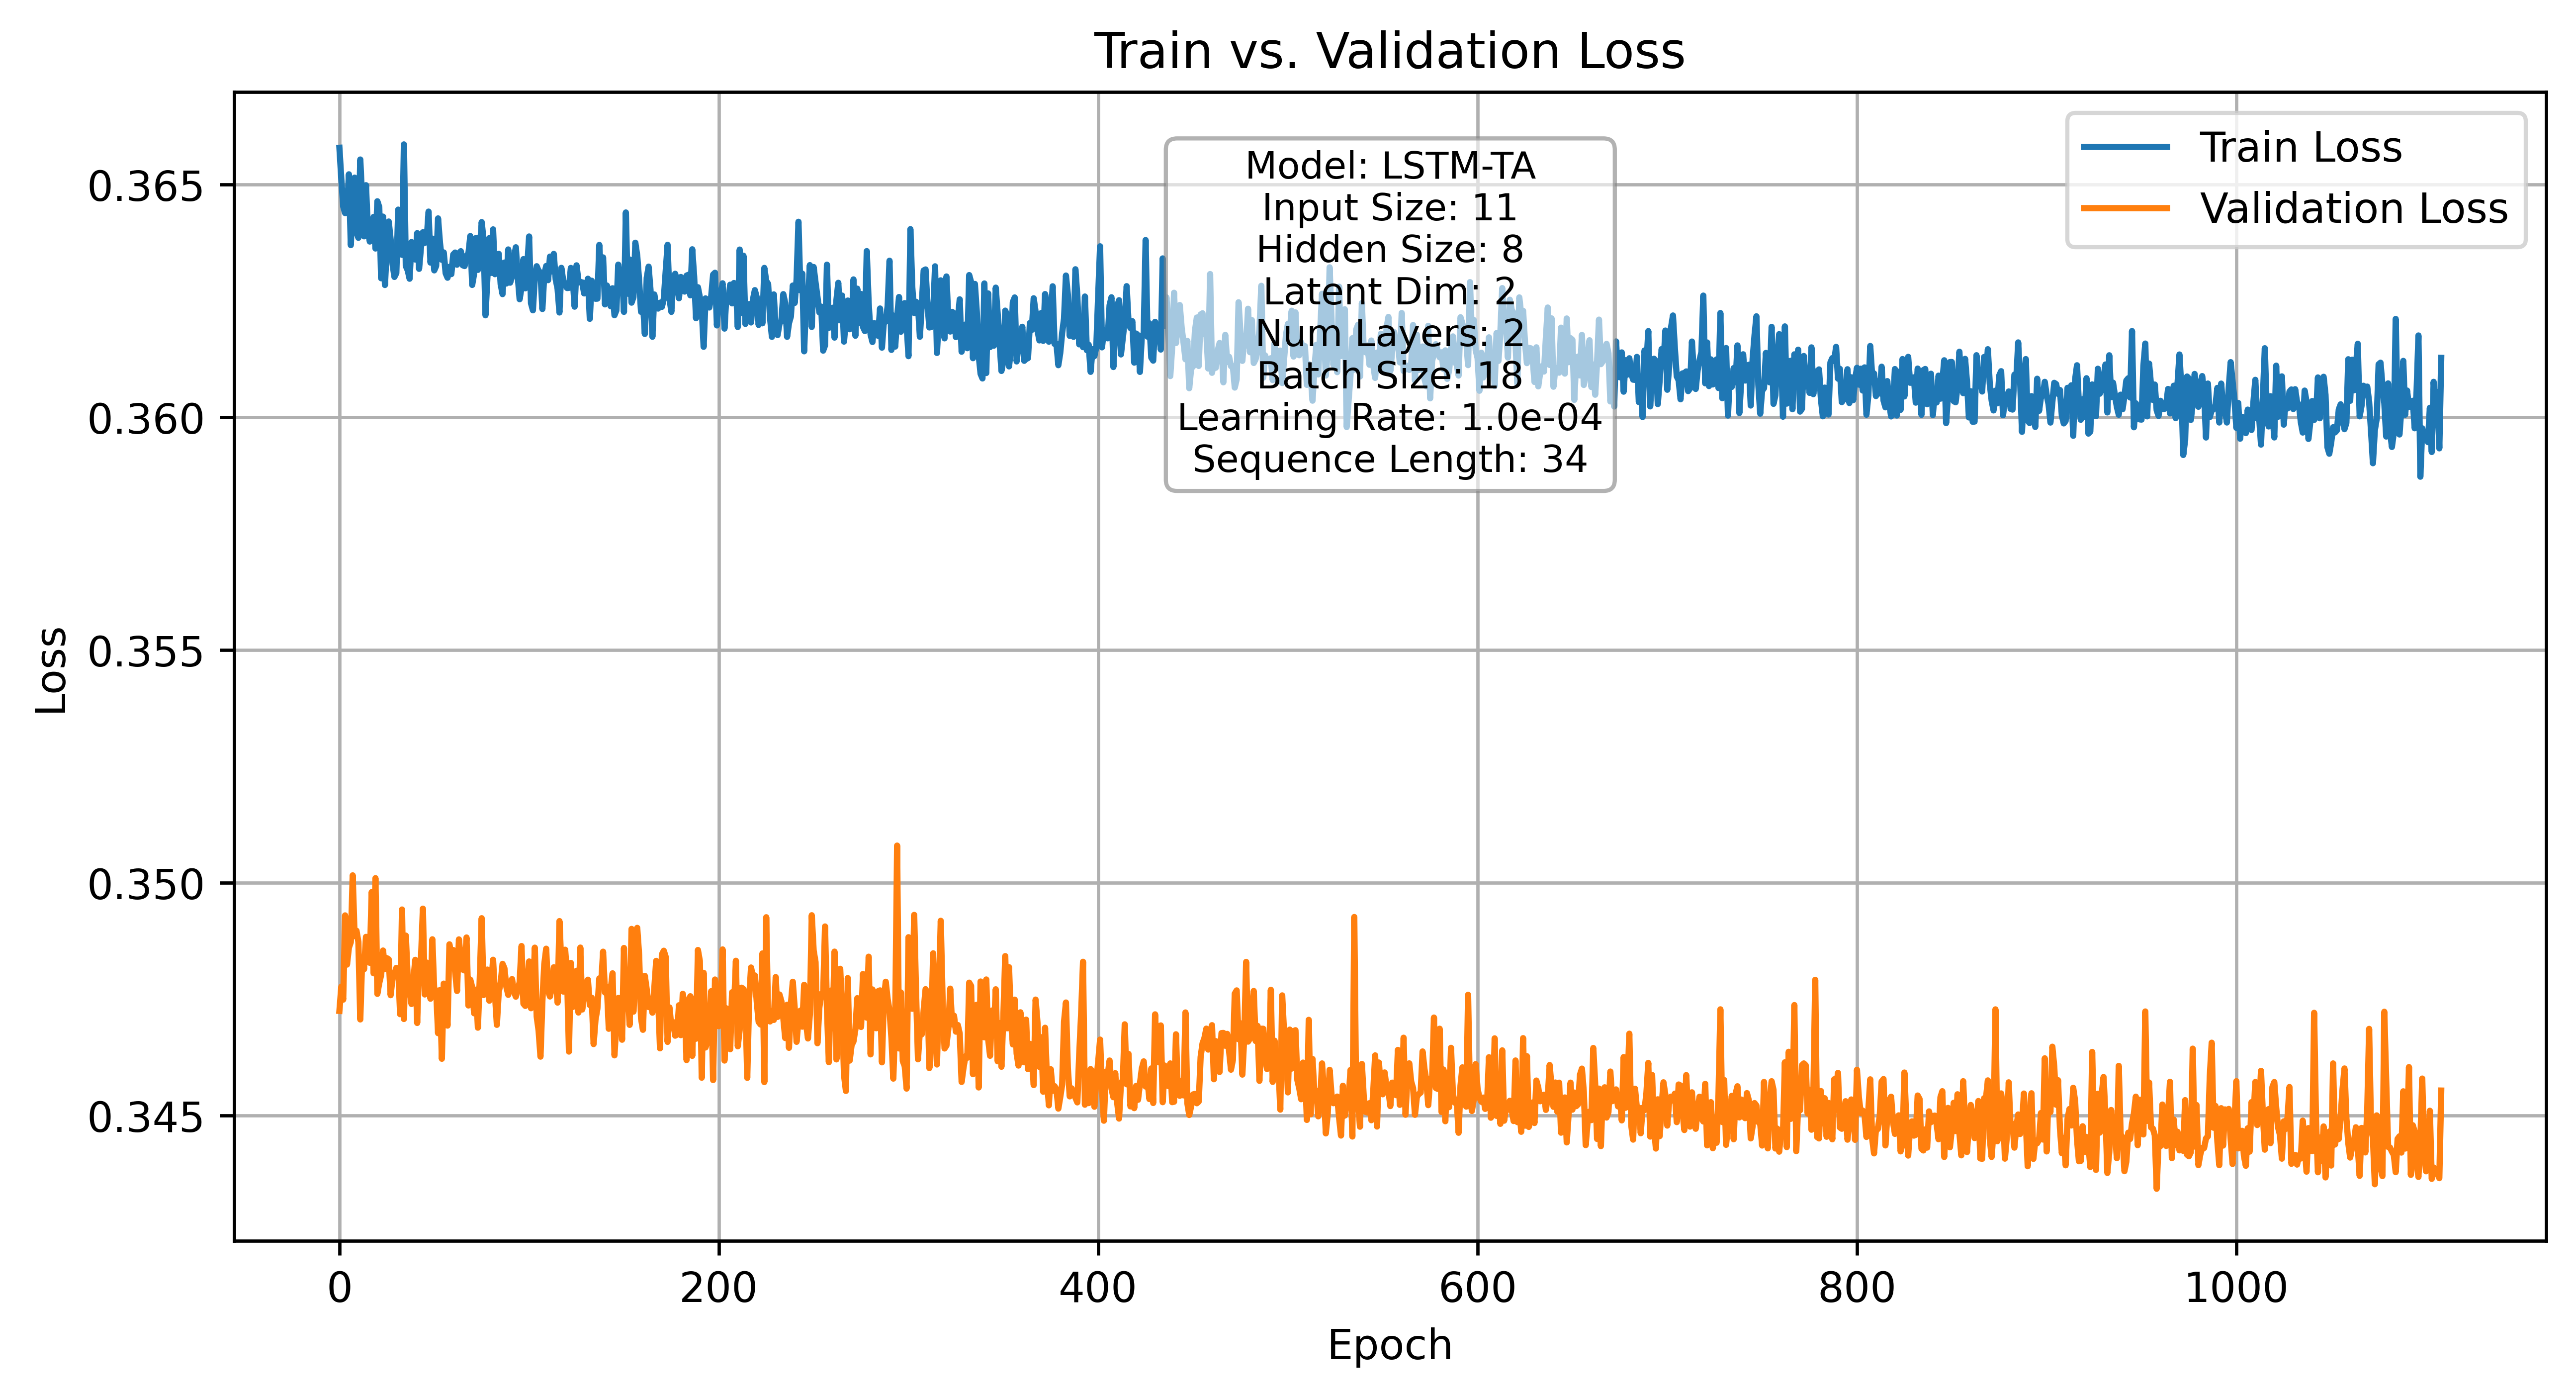 Train vs. Validation Loss
Train Loss
Validation Loss
Model: LSTM-TA
Input Size: 11
Hidden Size: 8
Latent Dim: 2
Num Layers: 2
Batch Size: 18
Learning Rate: 1.0e-04
Sequence Length: 34
Loss
0.365
0.360
0.355
0.350
0.345
0 200 400 600 800 1000
Epoch